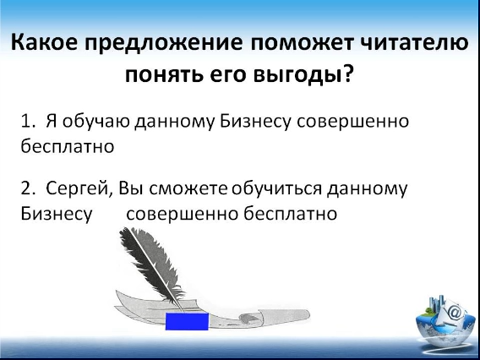 Какое предложение поможет читателю
понять его выгоды?
1. Я обучаю данному Бизнесу совершенно
бесплатно
2. Сергей, Вы сможете обучиться данному
Бизнесу совершенно бесплатно
@